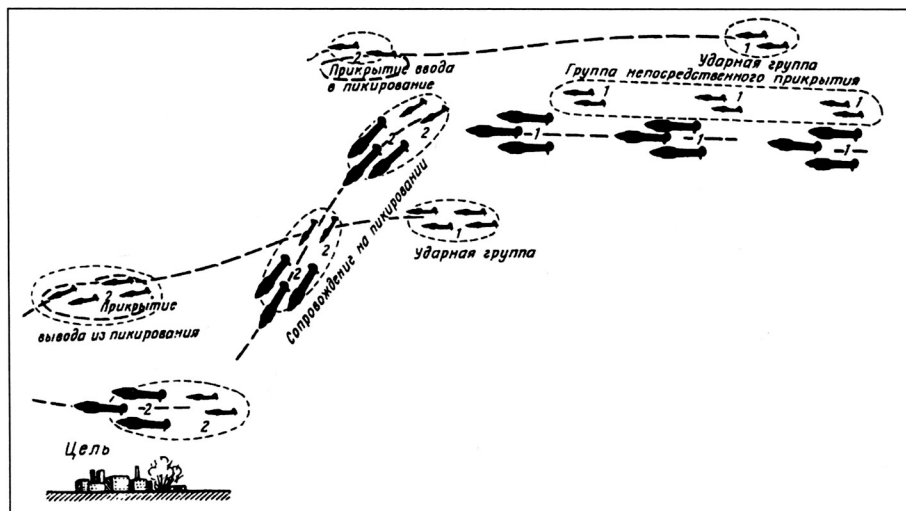 2
Прикрытие ввода
в пикирование
1
Ударная группа
Группа непосредственного прикрытия
1
1
1
2
2
-1
-1
-1
Сопровождение на пикировании
1
Ударная группа
2
2
2
Прикрытие
вывода из пикирования
2
2
Цель